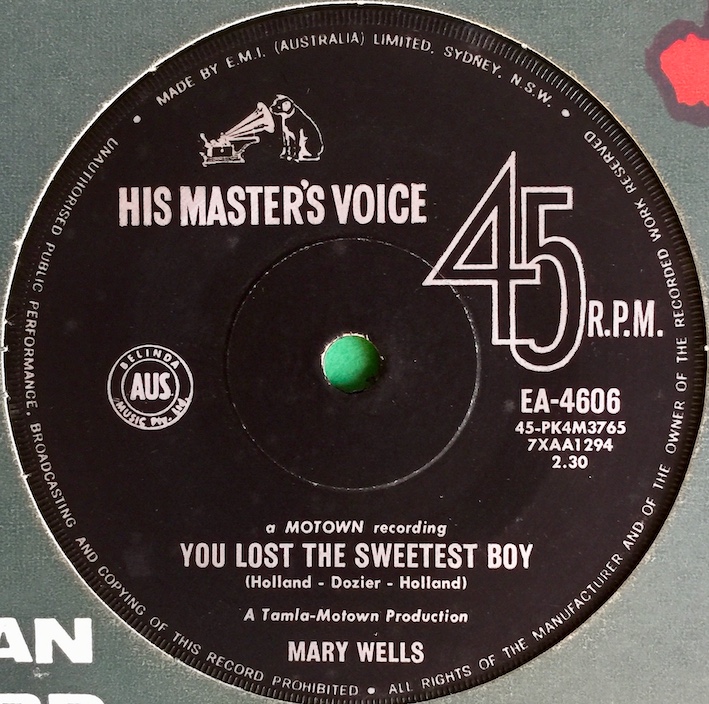 MADE BY E.M.I. (AUSTRALIA) LIMITED, SYDNEY, N.S.W. •
HIS MASTER'S VOICE
45 R.P.M.
BELINDA
AUS.
MUSIC Pty. Ltd.
EA-4606
45-PK4M3765
7XAA1294
2.30
a MOTOWN recording
YOU LOST THE SWEETEST BOY
(Holland - Dozier - Holland)
A Tamla-Motown Production
MARY WELLS
UNAUTHORISED PUBLIC PERFORMANCE, BROADCASTING AND COPYING OF THIS RECORD PROHIBITED • ALL RIGHTS OF THE MANUFACTURER AND OF THE OWNER OF THE RECORDED WORK RESERVED •
AN